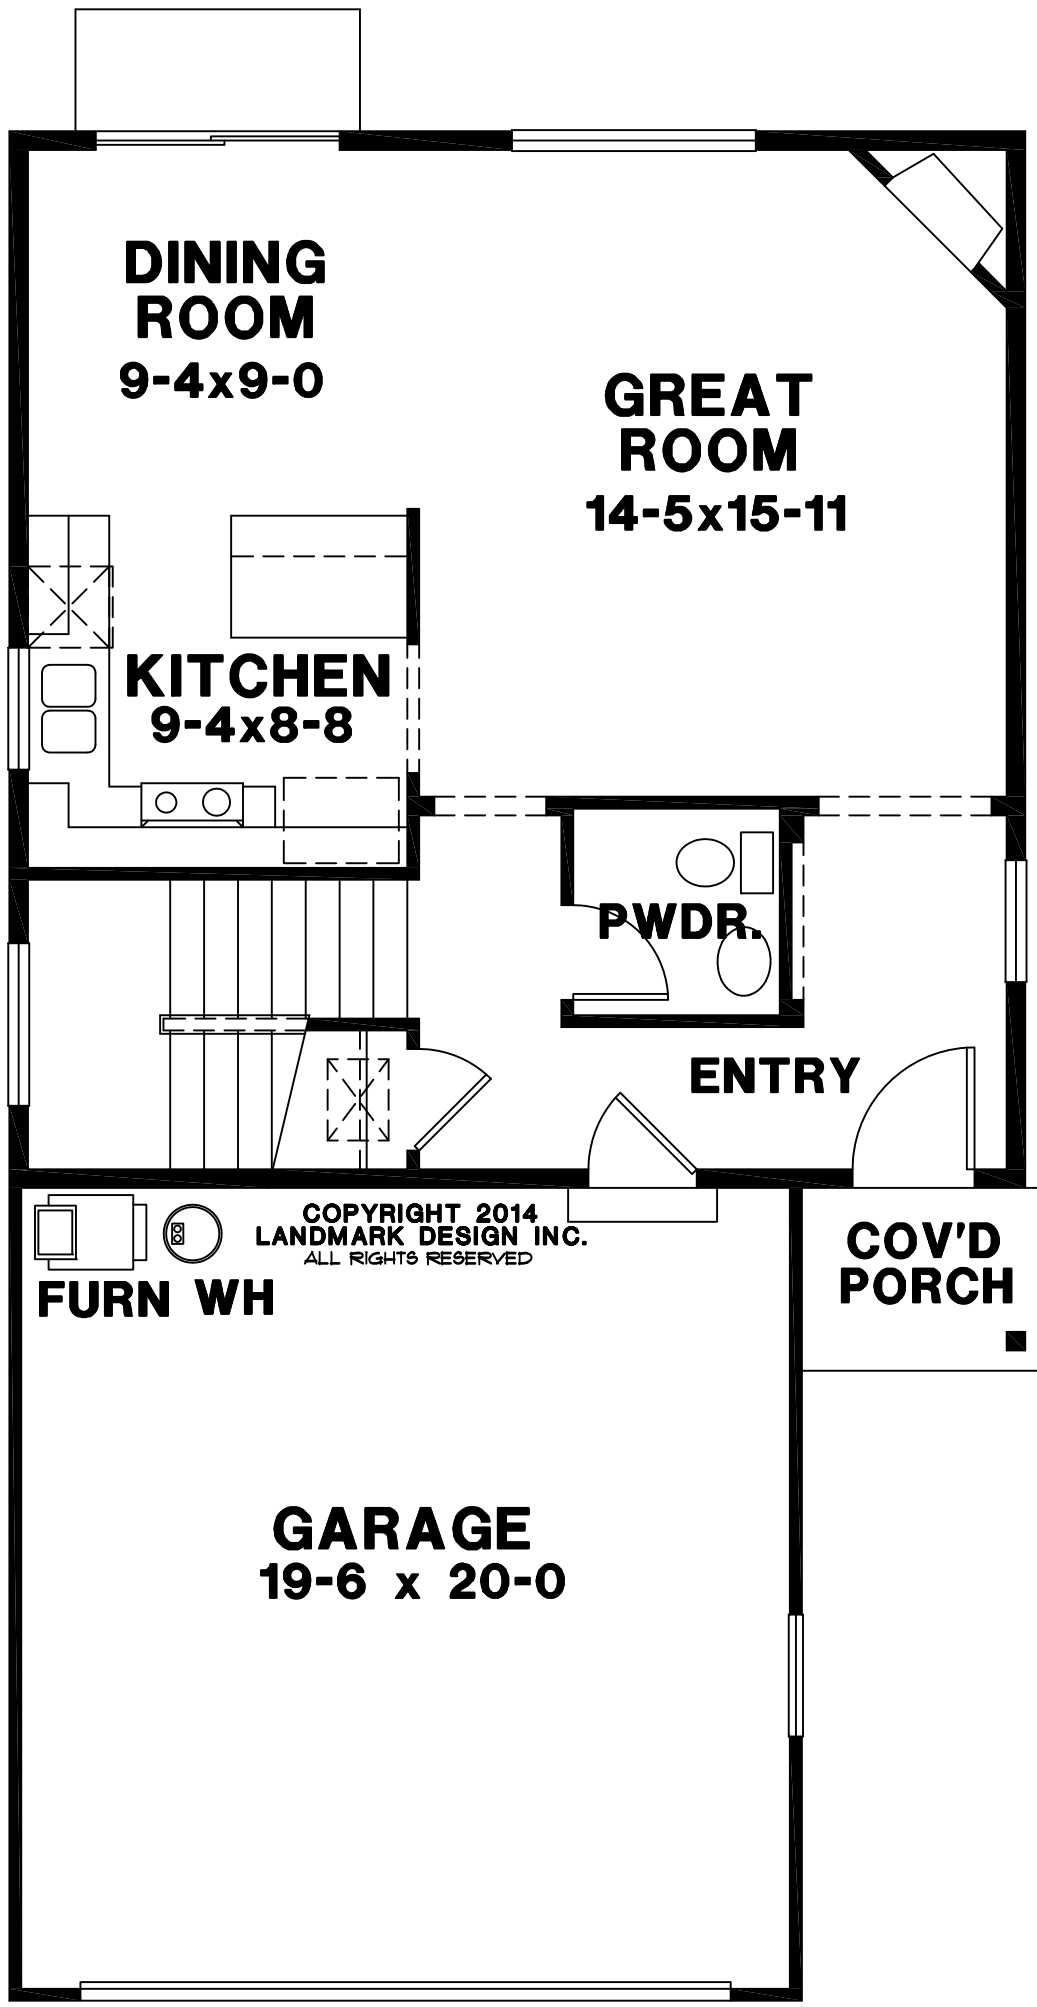 DINING
ROOM
9-4x9-0
GREAT
ROOM
14-5x15-11
KITCHEN
9-4x8-8
PWDR.
ENTRY
COPYRIGHT 2014
LANDMARK DESIGN INC.
ALL RIGHTS RESERVED
FURN WH
COV'D
PORCH
GARAGE
19-6 x 20-0